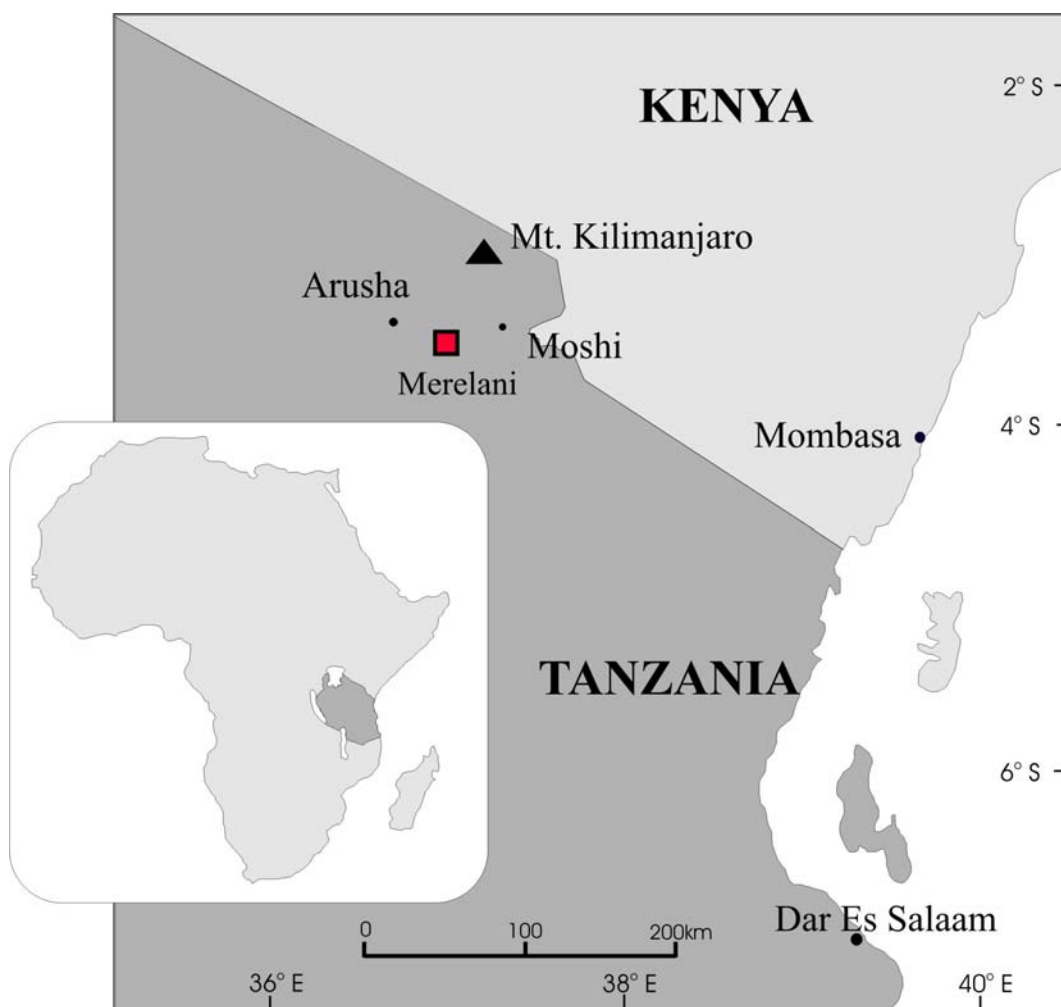 2° S
KENYA
Mt. Kilimanjaro
Arusha
Moshi
Merelani
4° S
Mombasa
TANZANIA
6° S
Dar Es Salaam
0 100 200km
36° E 38° E 40° E